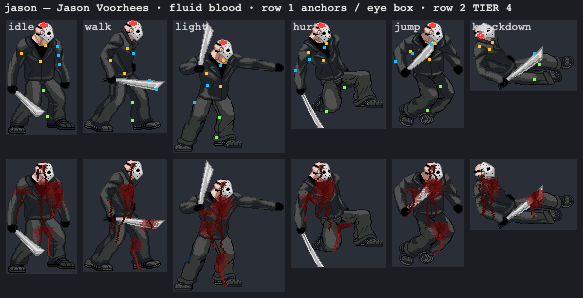 jason — Jason Voorhees · fluid blood · row 1 anchors / eye box · row 2 TIER 4
idle walk light hurt jump knockdown